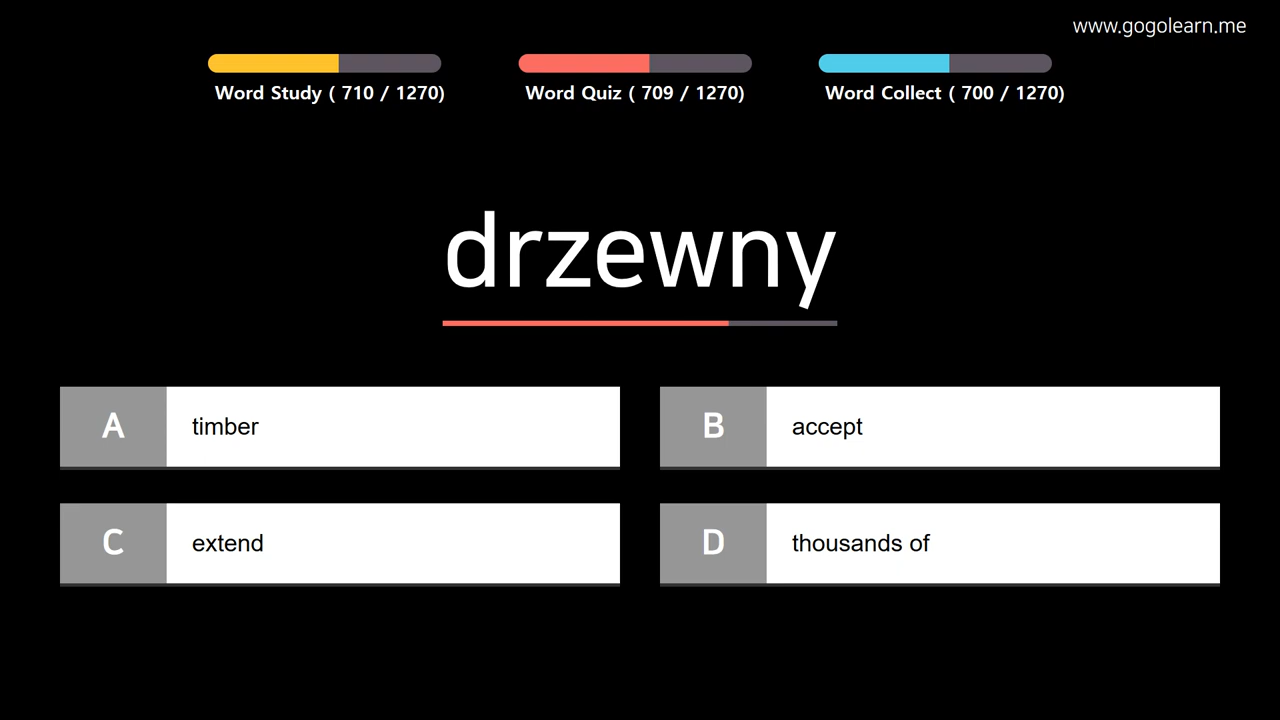 www.gogolearn.me
Word Study ( 710 / 1270)
Word Quiz ( 709 / 1270)
Word Collect ( 700 / 1270)
drzewny
A timber
B accept
C extend
D thousands of